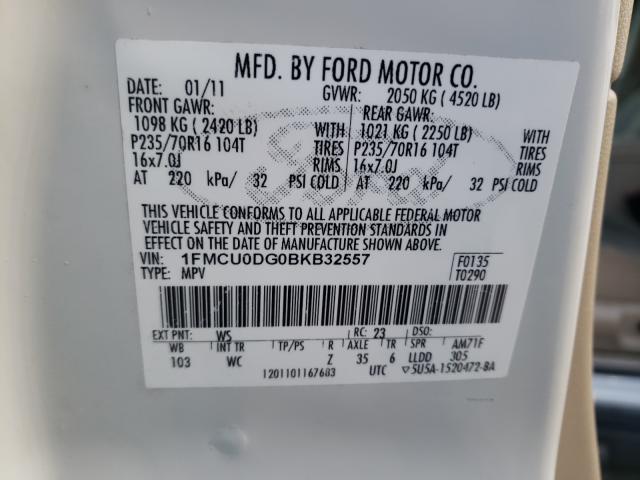 MFD. BY FORD MOTOR CO.
DATE: 01/11 GVWR: 2050 KG ( 4520 LB)
FRONT GAWR: REAR GAWR:
1098 KG ( 2420 LB) WITH 1021 KG ( 2250 LB) WITH
P235/70R16 104T TIRES P235/70R16 104T TIRES
16x7.0J RIMS 16x7.0J RIMS
AT 220 kPa/ 32 PSI COLD AT 220 kPa/ 32 PSI COLD
THIS VEHICLE CONFORMS TO ALL APPLICABLE FEDERAL MOTOR
VEHICLE SAFETY AND THEFT PREVENTION STANDARDS IN
EFFECT ON THE DATE OF MANUFACTURE SHOWN ABOVE.
VIN: 1FMCU0DG0BKB32557 F0135
TYPE: MPV T0290
EXT PNT: WS RC: 23 DSO:
WB INT TR TP/PS R AXLE TR SPR AM71F
103 WC Z 35 6 LLDD 305
1201101167603 UTC ▽5U5A-1520472-BA